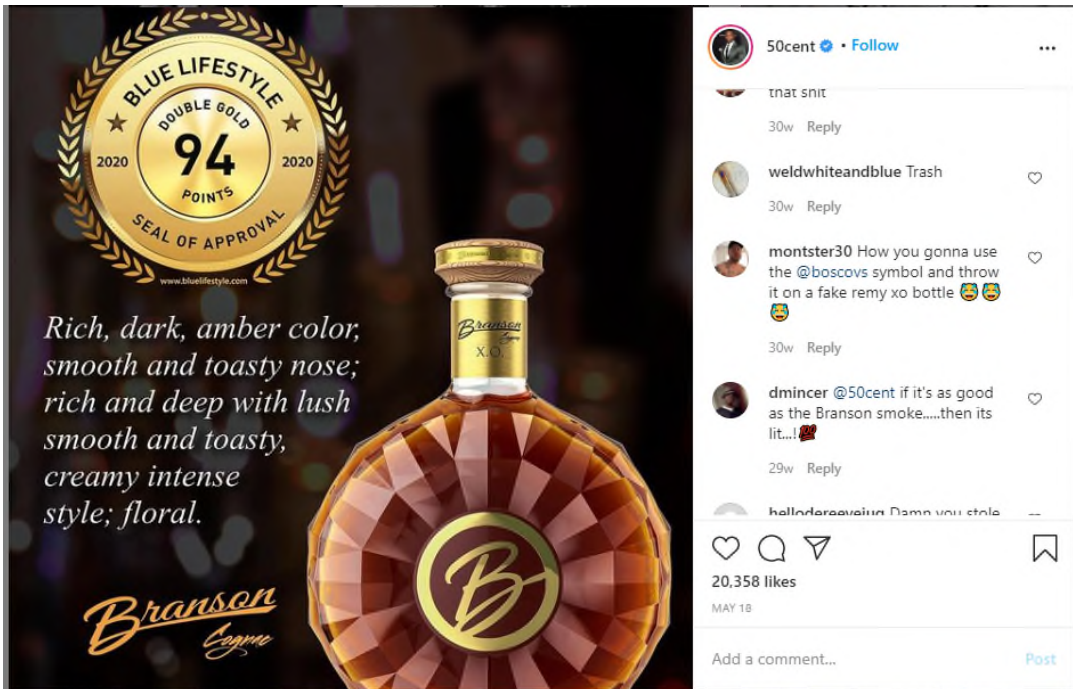 BLUE LIFESTYLE
DOUBLE GOLD
94
POINTS
2020
2020
SEAL OF APPROVAL
www.bluelifestyle.com
Rich, dark, amber color,
smooth and toasty nose;
rich and deep with lush
smooth and toasty,
creamy intense
style; floral.
Branson
Cognac
Branson
Cognac
X.O.
B
50cent • Follow
that shit
30w Reply
weldwhiteandblue Trash
30w Reply
montster30 How you gonna use
the @boscovs symbol and throw
it on a fake remy xo bottle 😂😂
😂
30w Reply
dmincer @50cent if it's as good
as the Branson smoke.....then its
lit...!💯
29w Reply
hellodereevejug Damn you stole
20,358 likes
MAY 18
Add a comment...
Post